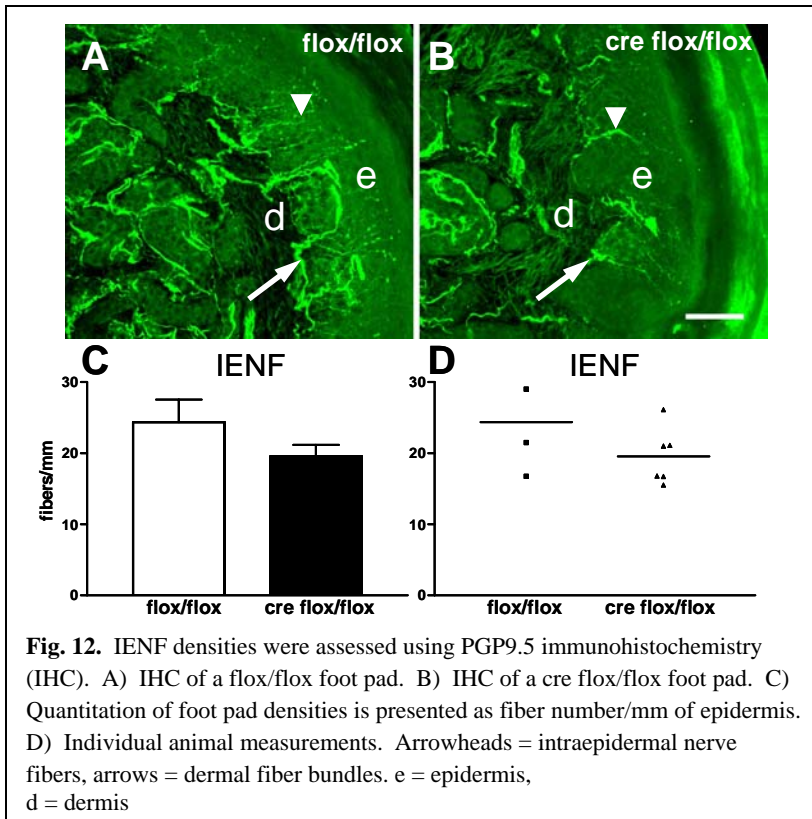 flox/flox
cre flox/flox
A
B
e
e
d
d
C
IENF
D
IENF
30
20
10
0
fibers/mm
flox/flox
cre flox/flox
30
20
10
0
flox/flox
cre flox/flox
Fig. 12. IENF densities were assessed using PGP9.5 immunohistochemistry
(IHC). A) IHC of a flox/flox foot pad. B) IHC of a cre flox/flox foot pad. C)
Quantitation of foot pad densities is presented as fiber number/mm of epidermis.
D) Individual animal measurements. Arrowheads = intraepidermal nerve
fibers, arrows = dermal fiber bundles. e = epidermis,
d = dermis